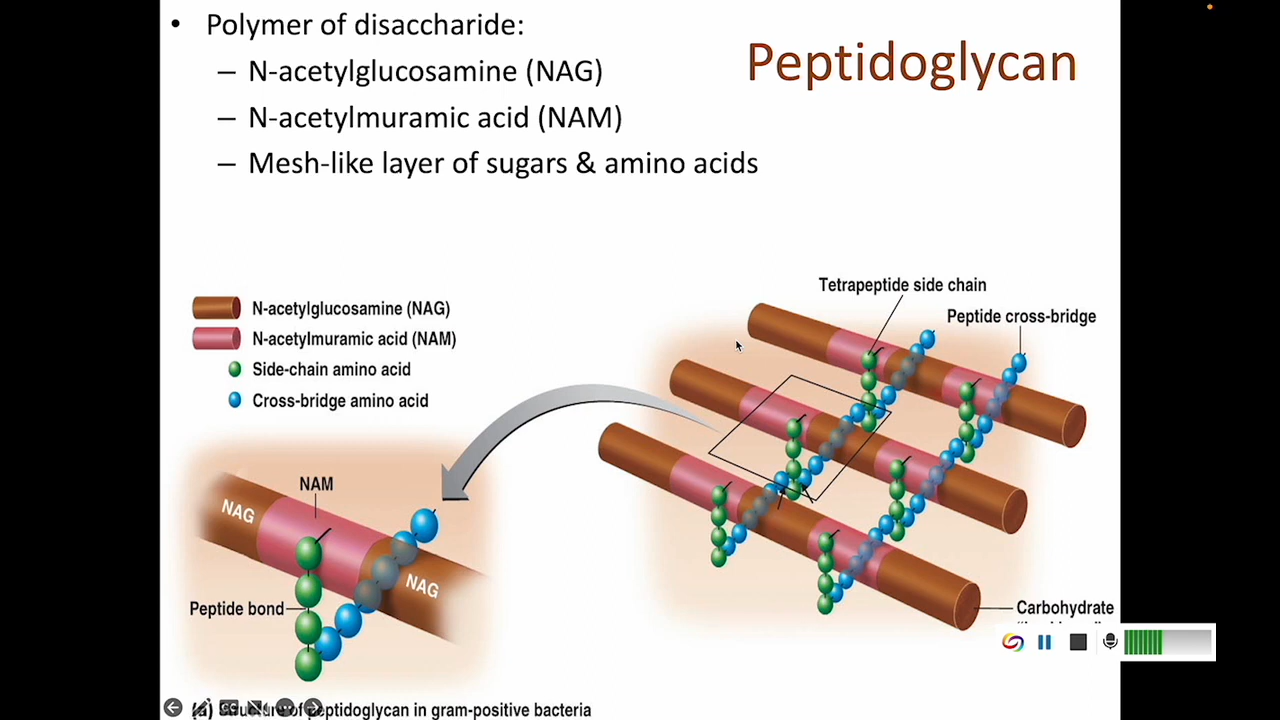 • Polymer of disaccharide:
– N-acetylglucosamine (NAG)
– N-acetylmuramic acid (NAM)
– Mesh-like layer of sugars & amino acids
Peptidoglycan
N-acetylglucosamine (NAG)
N-acetylmuramic acid (NAM)
Side-chain amino acid
Cross-bridge amino acid
Tetrapeptide side chain
Peptide cross-bridge
NAM
NAG
NAG
Peptide bond
Carbohydrate
(a) Structure of peptidoglycan in gram-positive bacteria